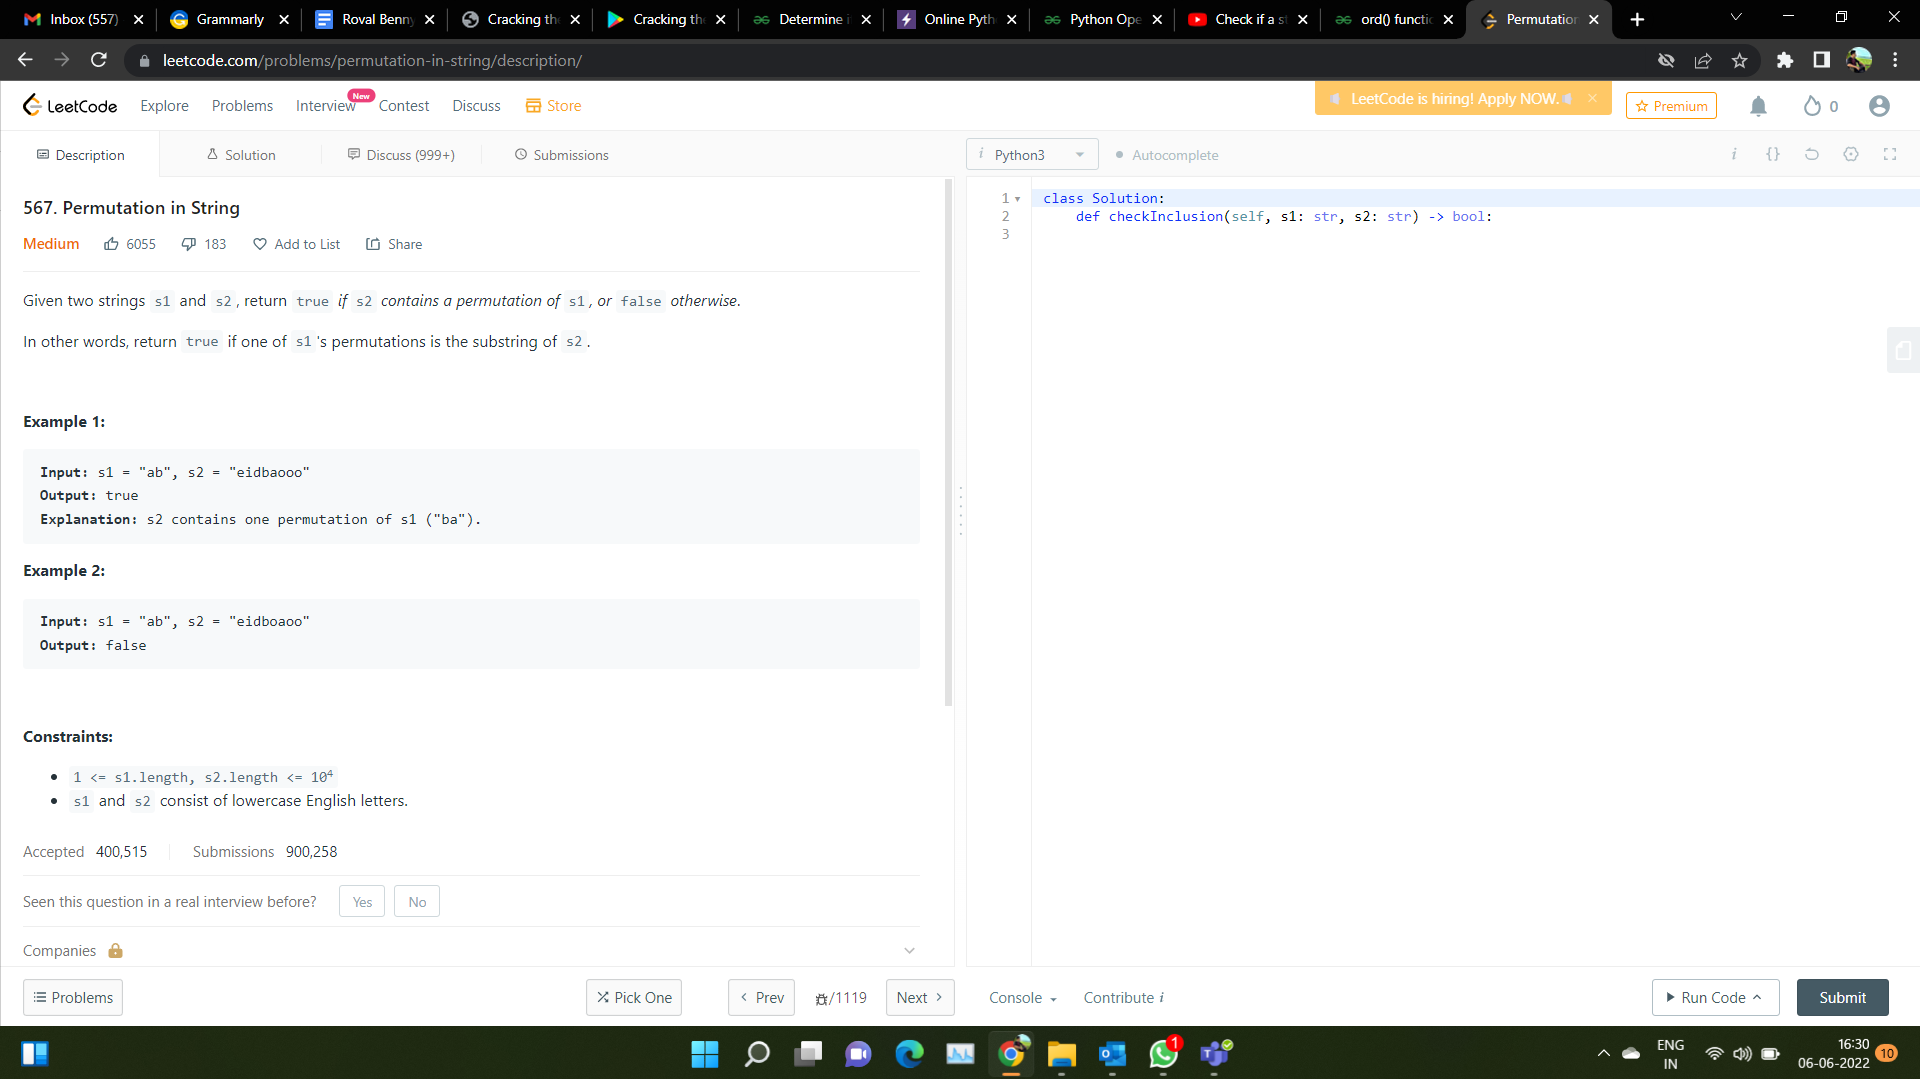 Inbox (557)
Grammarly
Roval Benny
Cracking th
Cracking the
Determine i
Online Pyth
Python Ope
Check if a s
ord() functio
Permutation
leetcode.com/problems/permutation-in-string/description/
LeetCode
Explore
Problems
Interview
New
Contest
Discuss
Store
LeetCode is hiring! Apply NOW.
Premium
0
Description
Solution
Discuss (999+)
Submissions
i Python3
Autocomplete
i
{}
567. Permutation in String
Medium
6055
183
Add to List
Share
Given two strings s1 and s2, return true if s2 contains a permutation of s1, or false otherwise.
In other words, return true if one of s1's permutations is the substring of s2.
Example 1:
Input: s1 = "ab", s2 = "eidbaooo"
Output: true
Explanation: s2 contains one permutation of s1 ("ba").
Example 2:
Input: s1 = "ab", s2 = "eidboaoo"
Output: false
Constraints:
1 <= s1.length, s2.length <= 10⁴
s1 and s2 consist of lowercase English letters.
Accepted 400,515
Submissions 900,258
Seen this question in a real interview before?
Yes
No
Companies
1 class Solution:
2 def checkInclusion(self, s1: str, s2: str) -> bool:
3
Problems
Pick One
Prev
/1119
Next
Console
Contribute i
Run Code
Submit
1
ENG
IN
16:30
06-06-2022
10